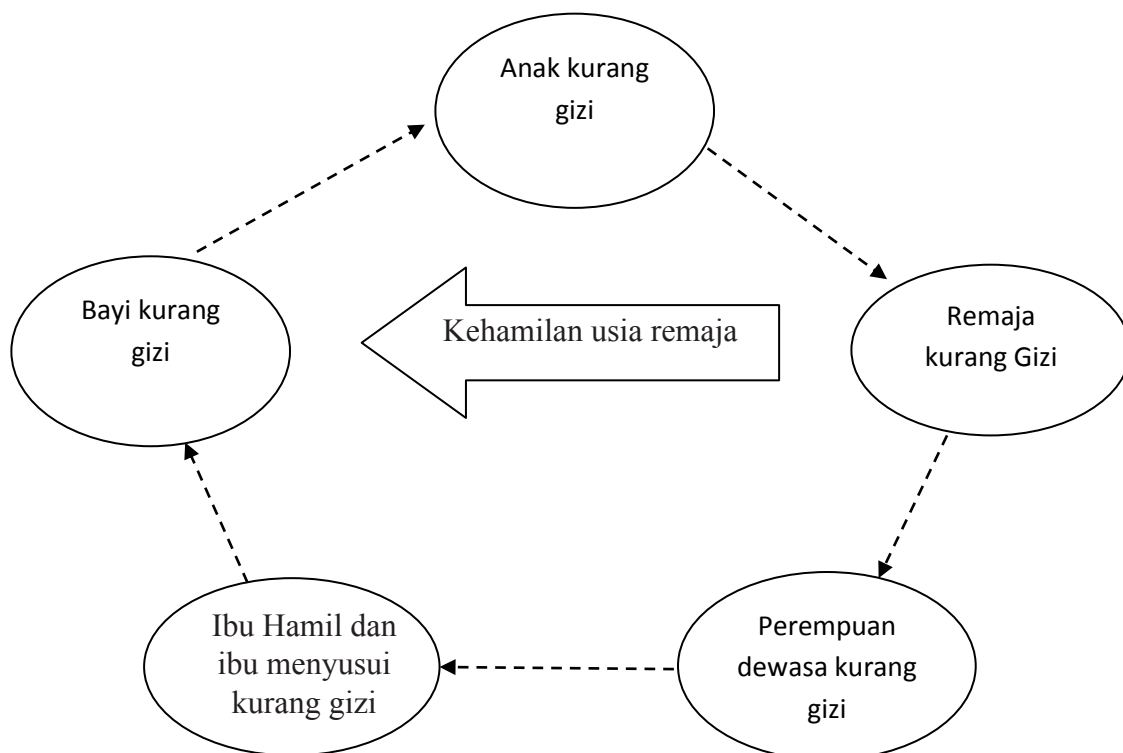 Anak kurang
gizi
Bayi kurang
gizi
Kehamilan usia remaja
Remaja
kurang Gizi
Ibu Hamil dan
ibu menyusui
kurang gizi
Perempuan
dewasa kurang
gizi